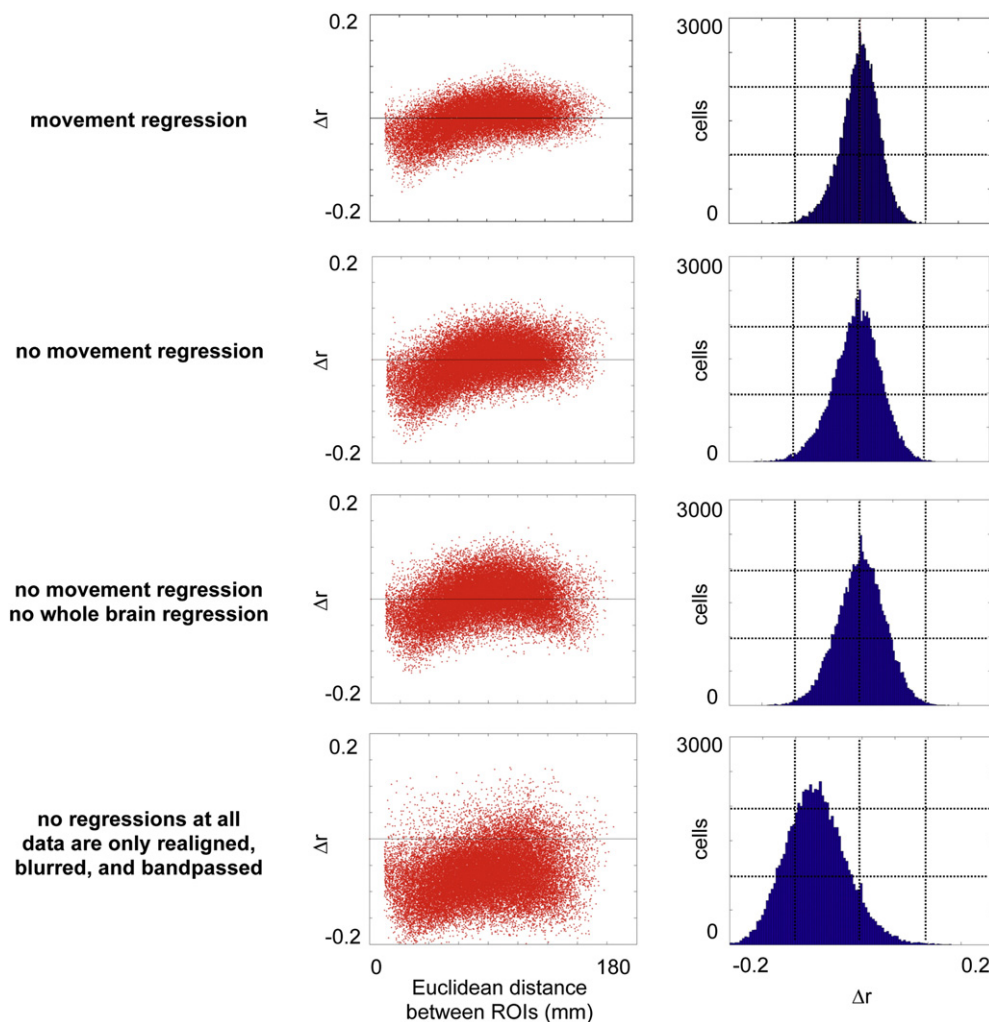 movement regression
0.2
Δr
-0.2
3000
cells
0
no movement regression
0.2
Δr
-0.2
3000
cells
0
no movement regression
no whole brain regression
0.2
Δr
-0.2
3000
cells
0
no regressions at all
data are only realigned,
blurred, and bandpassed
0.2
Δr
-0.2
0
180
Euclidean distance
between ROIs (mm)
3000
cells
0
-0.2
0.2
Δr